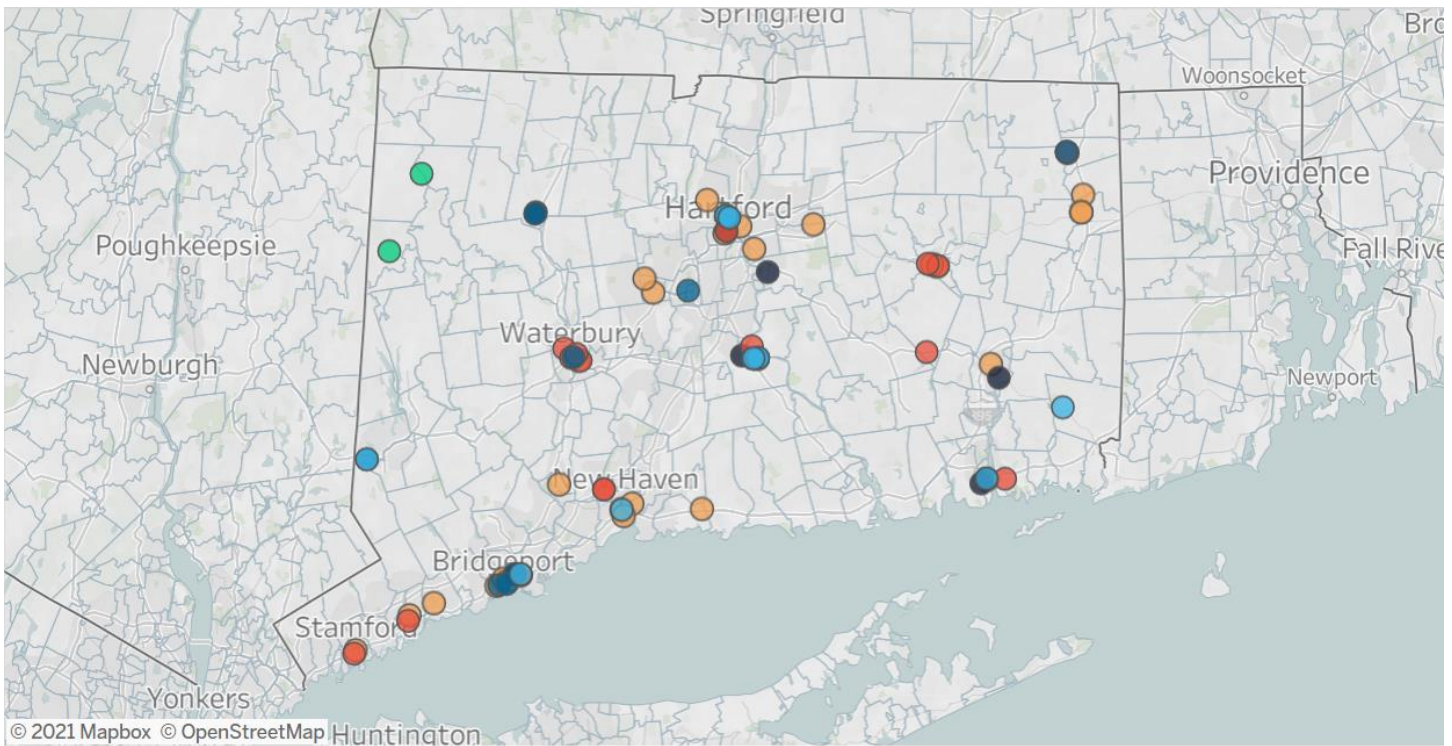 Springfield
Bro
Woonsocket
Providence
Hartford
Poughkeepsie
Fall Rive
Waterbury
Newburgh
Newport
New Haven
Bridgeport
Stamford
Yonkers
© 2021 Mapbox © OpenStreetMap
Huntington